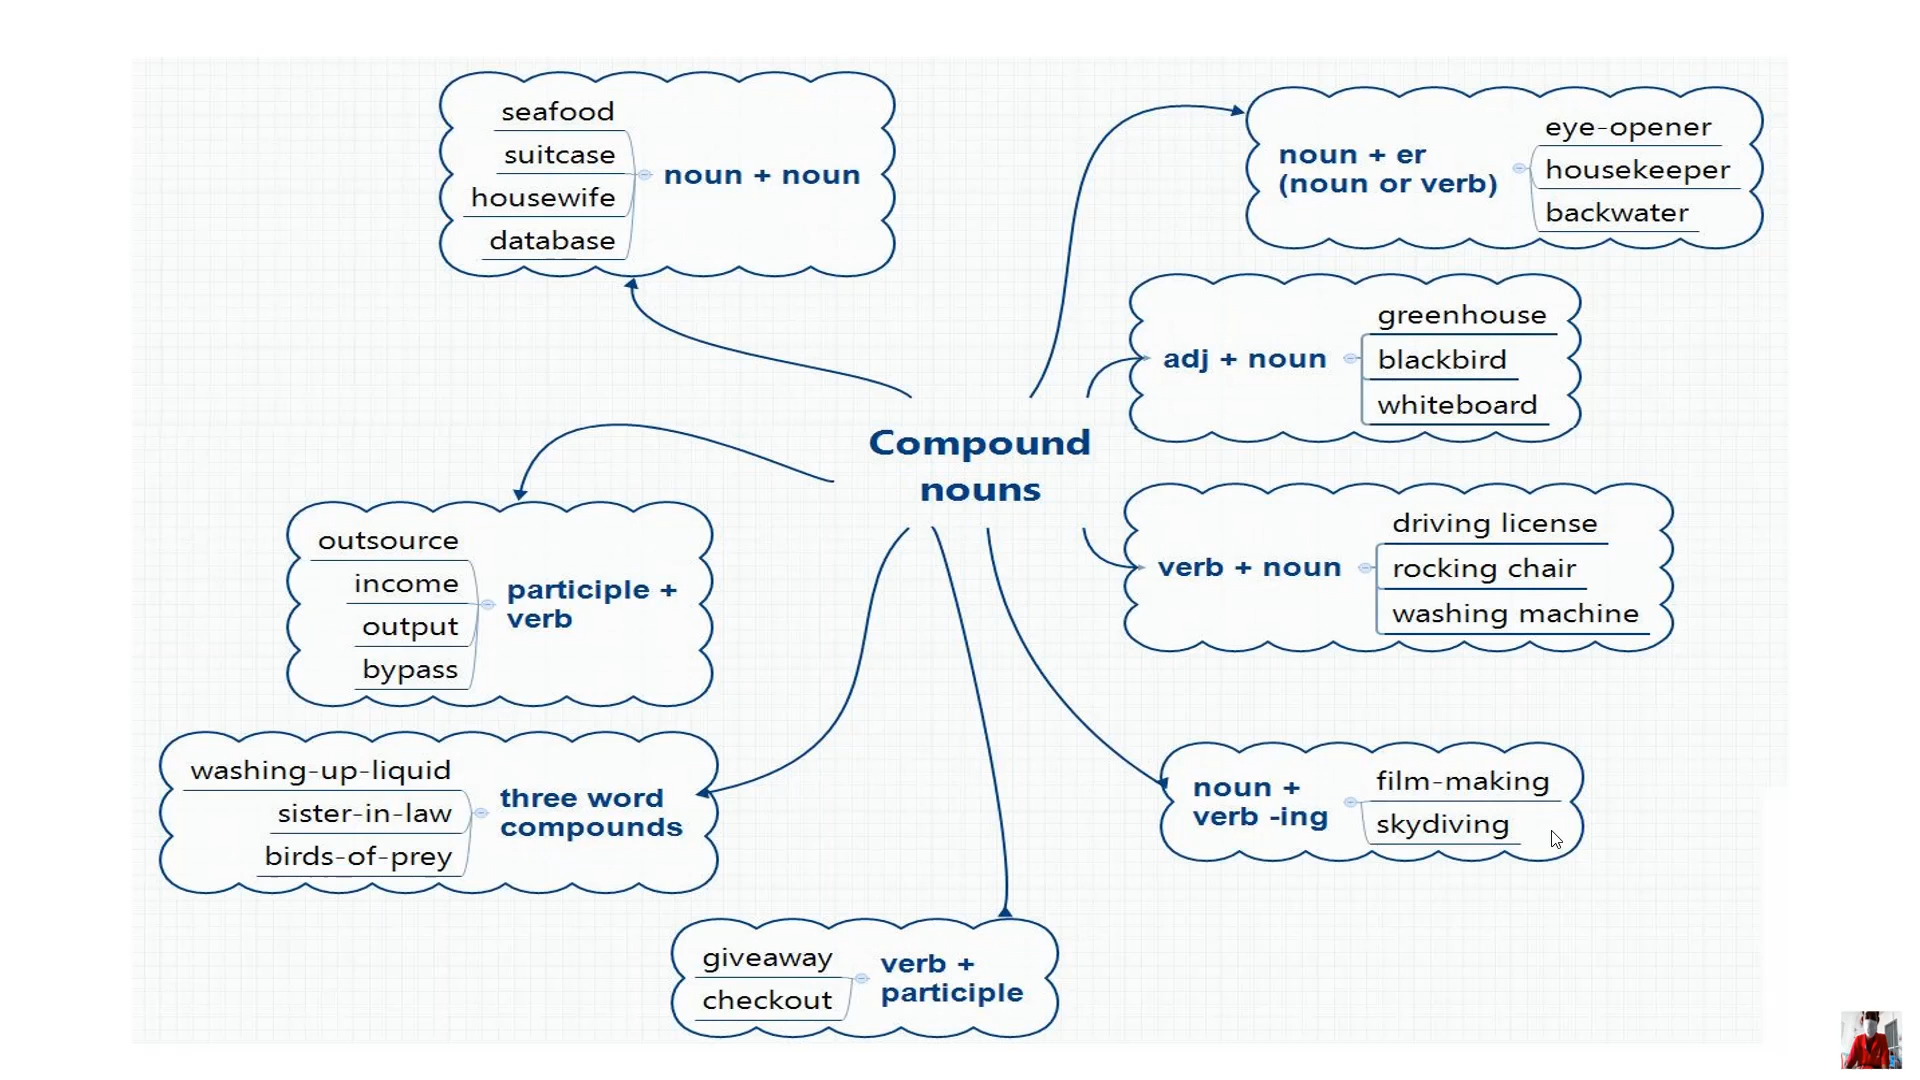 Compound
nouns
seafood
suitcase
housewife
database
noun + noun
noun + er
(noun or verb)
eye-opener
housekeeper
backwater
adj + noun
greenhouse
blackbird
whiteboard
verb + noun
driving license
rocking chair
washing machine
outsource
income
output
bypass
participle +
verb
washing-up-liquid
sister-in-law
birds-of-prey
three word
compounds
noun +
verb -ing
film-making
skydiving
giveaway
checkout
verb +
participle